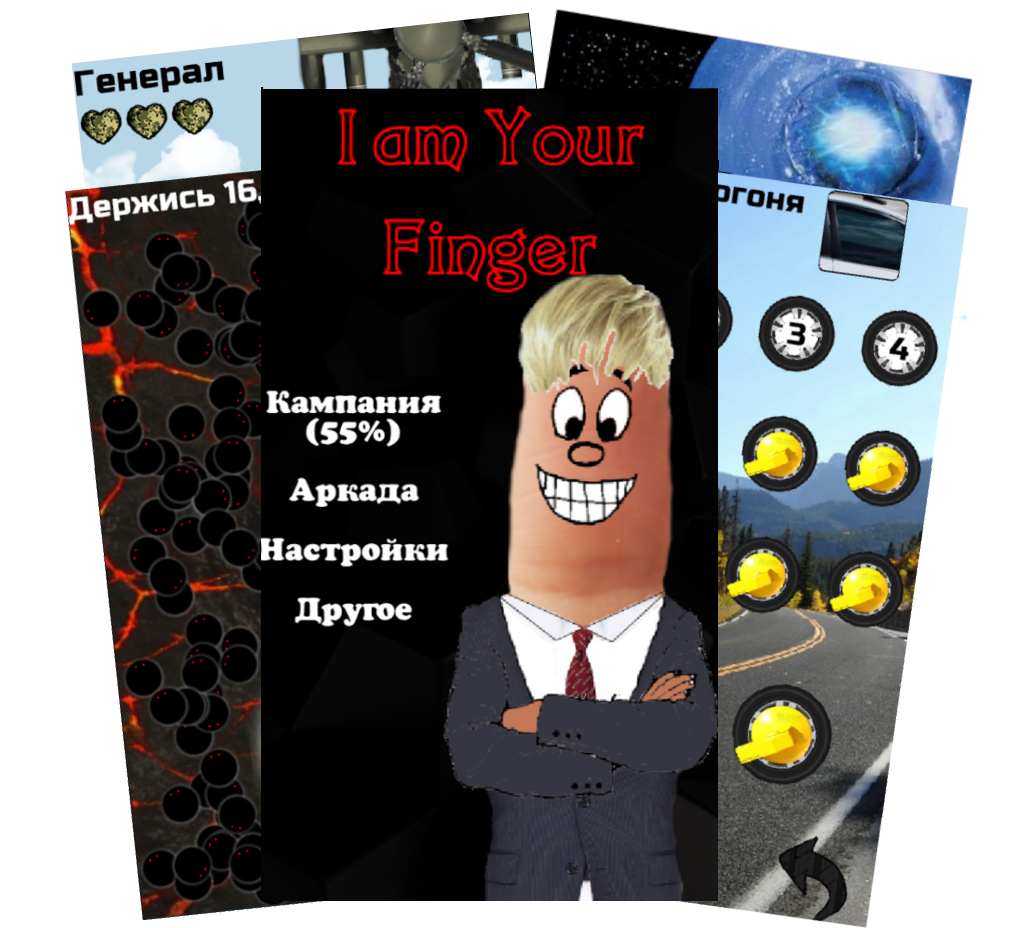 Генерал
I am Your
Finger
Держись 16
огоня
3
4
Кампания
(55%)
Аркада
Настройки
Другое